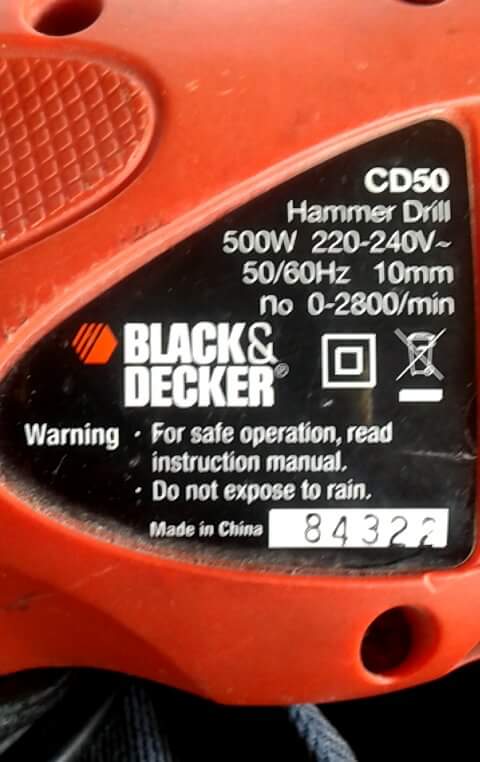 CD50
Hammer Drill
500W 220-240V~
50/60Hz 10mm
no 0-2800/min
BLACK&
DECKER®
Warning · For safe operation, read
instruction manual.
· Do not expose to rain.
Made in China 84322